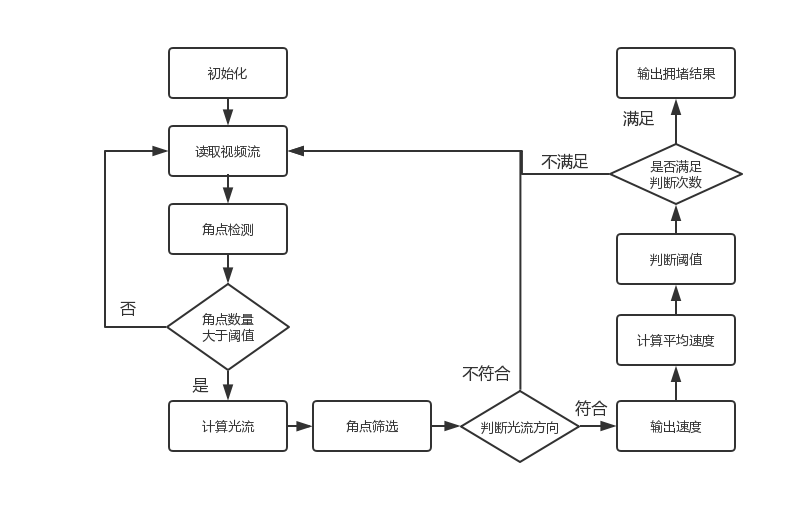 初始化
读取视频流
角点检测
角点数量
大于阈值
否
是
计算光流
角点筛选
判断光流方向
不符合
符合
输出速度
计算平均速度
判断阈值
是否满足
判断次数
不满足
满足
输出拥堵结果